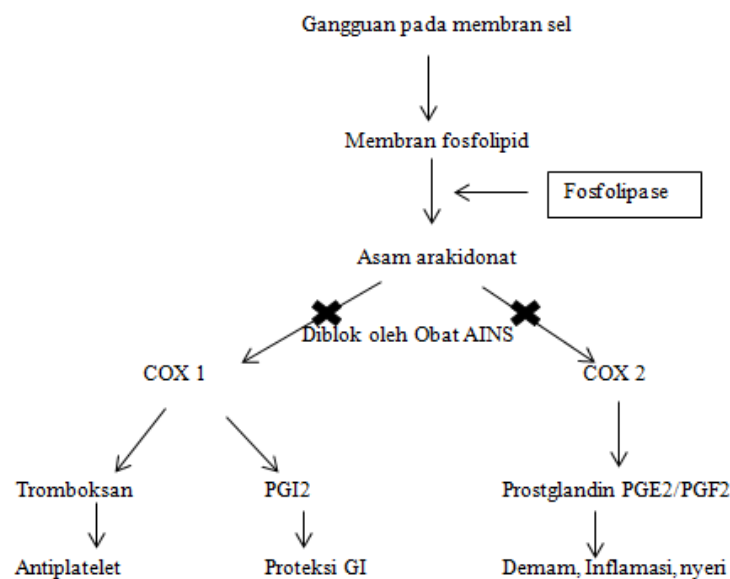 Gangguan pada membran sel
Membran fosfolipid
Fosfolipase
Asam arakidonat
Diblok oleh Obat AINS
COX 1
COX 2
Tromboksan
PGI2
Prostglandin PGE2/PGF2
Antiplatelet
Proteksi GI
Demam, Inflamasi, nyeri